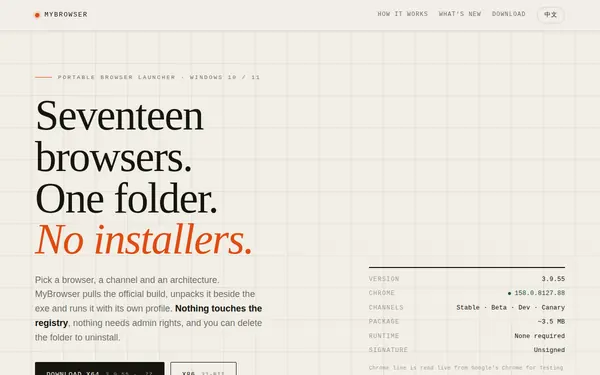 MYBROWSER
HOW IT WORKS
WHAT'S NEW
DOWNLOAD
中文
PORTABLE BROWSER LAUNCHER · WINDOWS 10 / 11
Seventeen
browsers.
One folder.
No installers.
Pick a browser, a channel and an architecture.
MyBrowser pulls the official build, unpacks it beside the
exe and runs it with its own profile. Nothing touches the
registry, nothing needs admin rights, and you can delete
the folder to uninstall.
VERSION 3.9.55
CHROME 150.0.8127.88
CHANNELS Stable · Beta · Dev · Canary
PACKAGE ~3.5 MB
RUNTIME None required
SIGNATURE Unsigned
Chrome line is read live from Google's Chrome for Testing
DOWNLOAD X64
X86